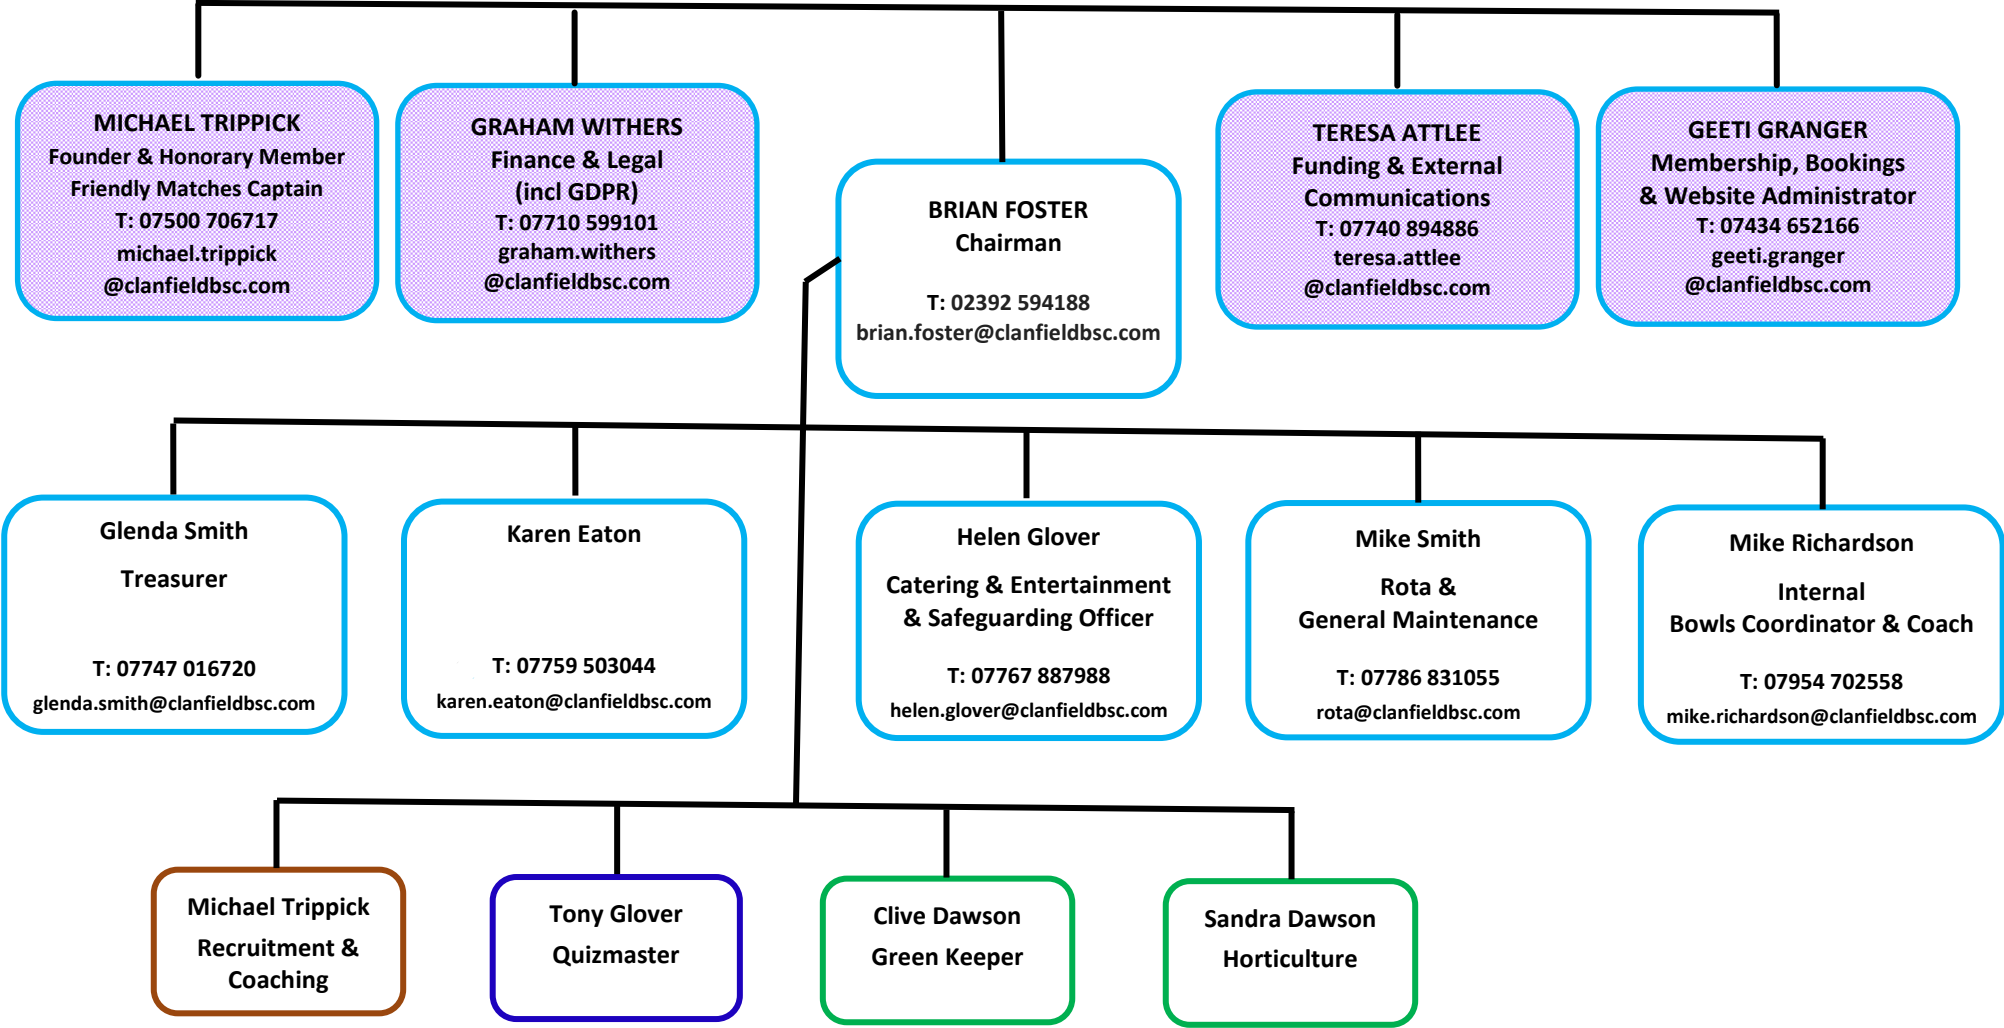 MICHAEL TRIPPICK
Founder & Honorary Member
Friendly Matches Captain
T: 07500 706717
michael.trippick
@clanfieldbsc.com
GRAHAM WITHERS
Finance & Legal
(incl GDPR)
T: 07710 599101
graham.withers
@clanfieldbsc.com
BRIAN FOSTER
Chairman
T: 02392 594188
brian.foster@clanfieldbsc.com
TERESA ATTLEE
Funding & External
Communications
T: 07740 894886
teresa.attlee
@clanfieldbsc.com
GEETI GRANGER
Membership, Bookings
& Website Administrator
T: 07434 652166
geeti.granger
@clanfieldbsc.com
Glenda Smith
Treasurer
T: 07747 016720
glenda.smith@clanfieldbsc.com
Karen Eaton
T: 07759 503044
karen.eaton@clanfieldbsc.com
Helen Glover
Catering & Entertainment
& Safeguarding Officer
T: 07767 887988
helen.glover@clanfieldbsc.com
Mike Smith
Rota &
General Maintenance
T: 07786 831055
rota@clanfieldbsc.com
Mike Richardson
Internal
Bowls Coordinator & Coach
T: 07954 702558
mike.richardson@clanfieldbsc.com
Michael Trippick
Recruitment &
Coaching
Tony Glover
Quizmaster
Clive Dawson
Green Keeper
Sandra Dawson
Horticulture